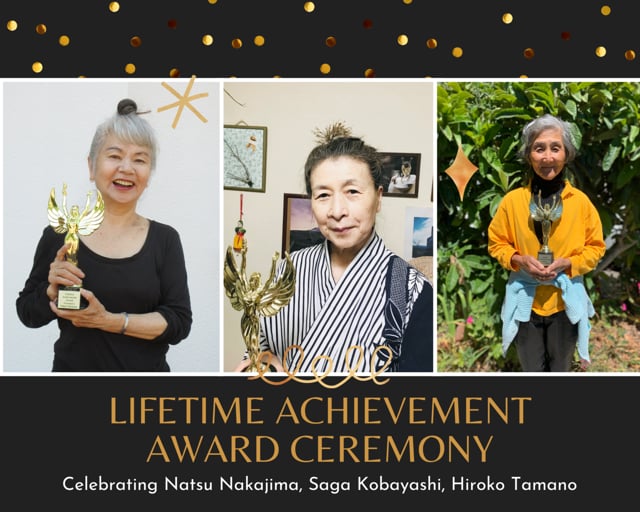 LIFETIME ACHIEVEMENT
AWARD CEREMONY
Celebrating Natsu Nakajima, Saga Kobayashi, Hiroko Tamano